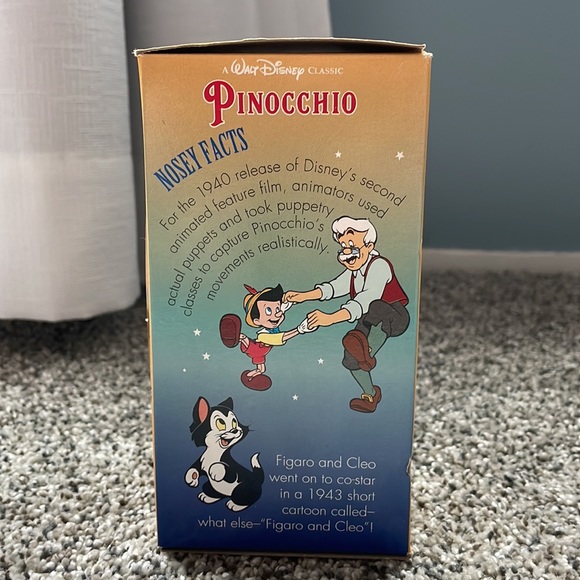 A Walt Disney Classic
Pinocchio
NOSEY FACTS
For the 1940 release of Disney's second
animated feature film, animators used
actual puppets and took puppetry
classes to capture Pinocchio's
movements realistically.
Figaro and Cleo
went on to co-star
in a 1943 short
cartoon called—
what else—"Figaro and Cleo"!